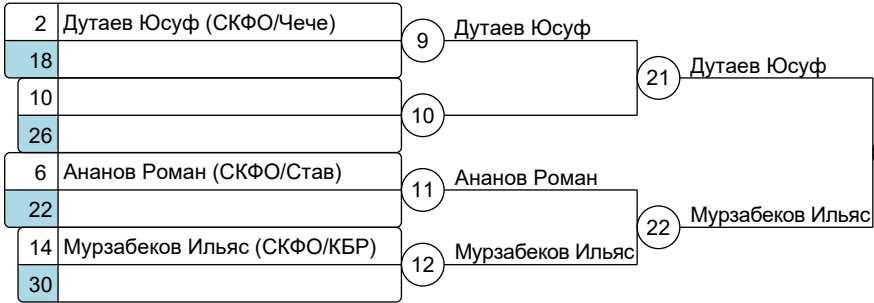 2 Дутаев Юсуф (СКФО/Чече)
9 Дутаев Юсуф
18
21 Дутаев Юсуф
10
10
26
6 Ананов Роман (СКФО/Став)
11 Ананов Роман
22
22 Мурзабеков Ильяс
14 Мурзабеков Ильяс (СКФО/КБР)
12 Мурзабеков Ильяс
30